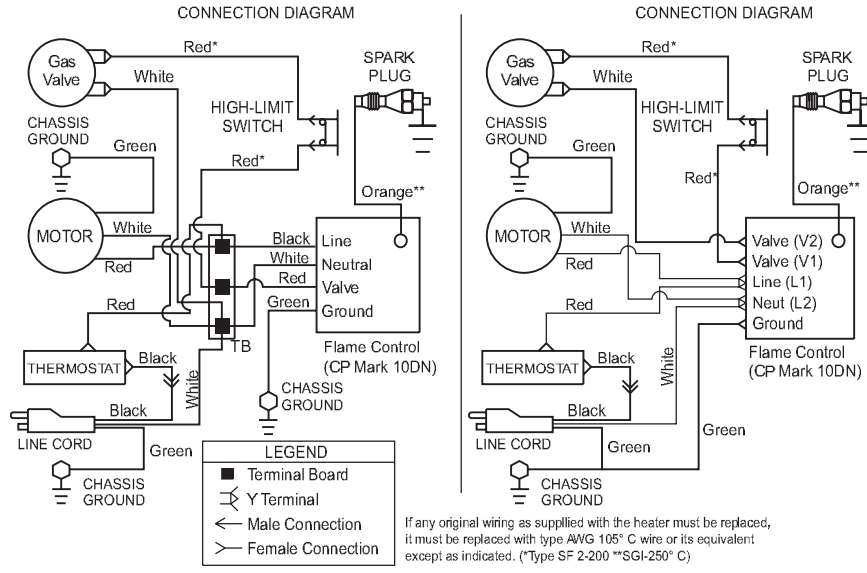 CONNECTION DIAGRAM
Gas
Valve
Red*
White
SPARK
PLUG
HIGH-LIMIT
SWITCH
CHASSIS
GROUND
Green
Red*
Orange**
MOTOR
White
Red
Black
White
Red
Green
Line
Neutral
Valve
Ground
Red
TB
Flame Control
(CP Mark 10DN)
THERMOSTAT
Black
White
Black
LINE CORD
Green
CHASSIS
GROUND
CHASSIS
GROUND
LEGEND
Terminal Board
Y Terminal
Male Connection
Female Connection
CONNECTION DIAGRAM
Gas
Valve
Red*
White
SPARK
PLUG
HIGH-LIMIT
SWITCH
CHASSIS
GROUND
Green
Red*
Orange**
MOTOR
White
Red
Valve (V2)
Valve (V1)
Line (L1)
Neut (L2)
Ground
Red
Flame Control
(CP Mark 10DN)
THERMOSTAT
Black
White
Black
LINE CORD
Green
Green
CHASSIS
GROUND
If any original wiring as suppllied with the heater must be replaced,
it must be replaced with type AWG 105° C wire or its equivalent
except as indicated. (*Type SF 2-200 **SGI-250° C)